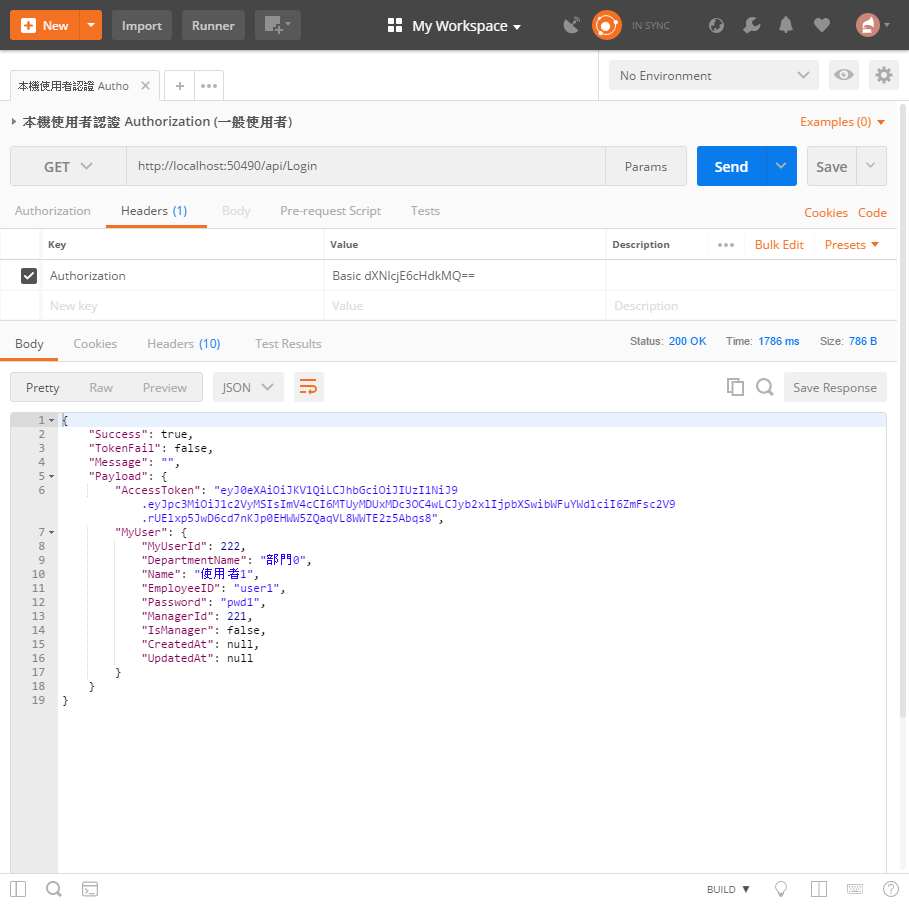 New
Import
Runner
My Workspace
IN SYNC
本機使用者認證 Autho
No Environment
本機使用者認證 Authorization (一般使用者)
Examples (0)
GET
http://localhost:50490/api/Login
Params
Send
Save
Authorization
Headers (1)
Body
Pre-request Script
Tests
Cookies
Code
Key
Value
Description
Bulk Edit
Presets
Authorization
Basic dXNlcjE6cHdkMQ==
New key
Value
Description
Body
Cookies
Headers (10)
Test Results
Status: 200 OK
Time: 1786 ms
Size: 786 B
Pretty
Raw
Preview
JSON
Save Response
1 {
2 "Success": true,
3 "TokenFail": false,
4 "Message": "",
5 "Payload": {
6 "AccessToken": "eyJ0eXAiOiJKV1QiLCJhbGciOiJIUzI1NiJ9
.eyJpc3MiOiJ1c2VyMSIsImV4cCI6MTUyMDUxMDc3OC4wLCJyb2xlIjpbXSwibWFuYWdlciI6ZmFsc2V9
.rUElxp5JwD6cd7nKJp0EHWW5ZQaqVL8WWTE2z5Abqs8",
7 "MyUser": {
8 "MyUserId": 222,
9 "DepartmentName": "部門0",
10 "Name": "使用者1",
11 "EmployeeID": "user1",
12 "Password": "pwd1",
13 "ManagerId": 221,
14 "IsManager": false,
15 "CreatedAt": null,
16 "UpdatedAt": null
17 }
18 }
19 }
BUILD